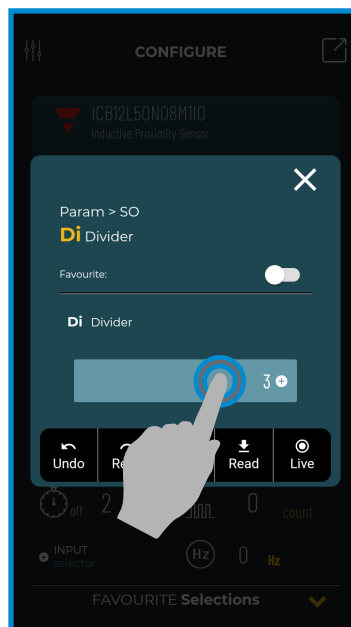 CONFIGURE
ICB12L50N08M1IO
Inductive Proximity Sensor
Param > SO
Di Divider
Favourite:
Di Divider
3
Undo Read Live
off 2 0 count
INPUT Hz 0 Hz
selector
FAVOURITE Selections